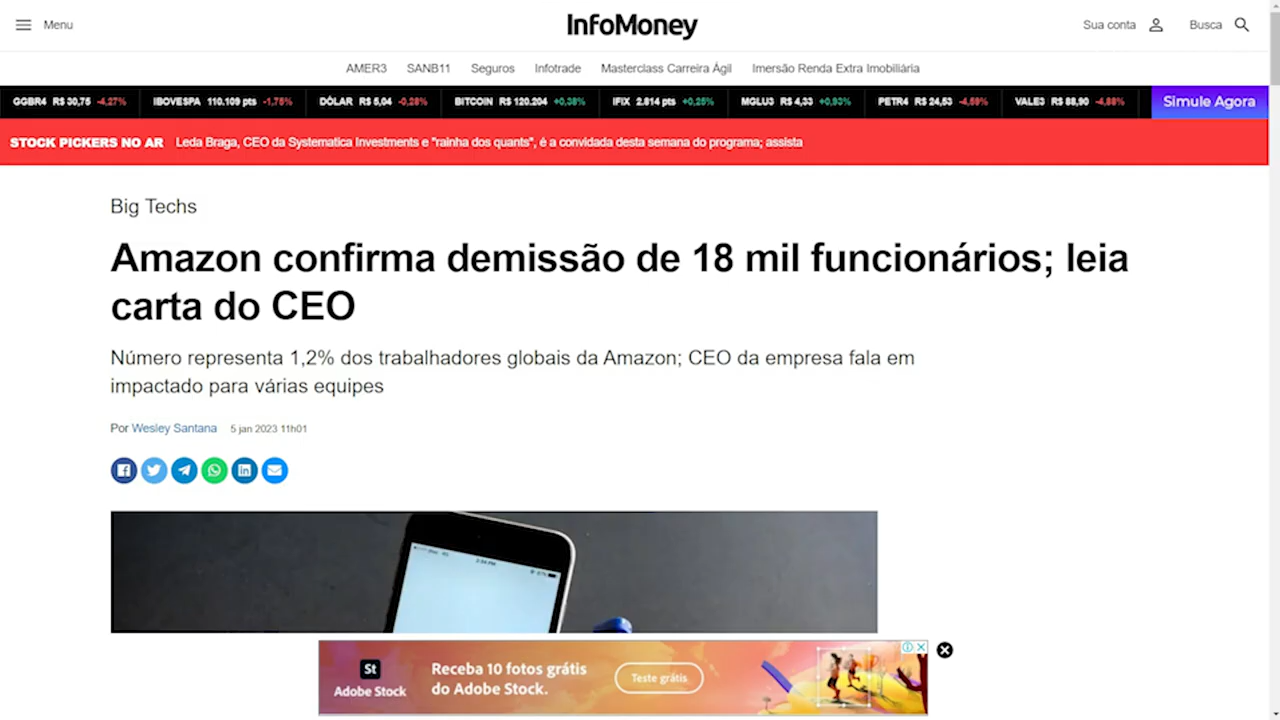 Menu
InfoMoney
Sua conta
Busca
AMER3 SANB11 Seguros Infotrade Masterclass Carreira Ágil Imersão Renda Extra Imobiliária
GGBR4 R$ 30,75 -4,27% IBOVESPA 110.109 pts -1,75% DÓLAR R$ 5,04 -0,28% BITCOIN R$ 120.204 +0,38% IFIX 2.814 pts +0,25% MGLU3 R$ 4,33 +0,93% PETR4 R$ 24,53 -4,59% VALE3 R$ 88,90 -4,88% Simule Agora
STOCK PICKERS NO AR Leda Braga, CEO da Systematica Investments e "rainha dos quants", é a convidada desta semana do programa; assista
Big Techs
Amazon confirma demissão de 18 mil funcionários; leia
carta do CEO
Número representa 1,2% dos trabalhadores globais da Amazon; CEO da empresa fala em
impactado para várias equipes
Por Wesley Santana 5 jan 2023 11h01
St
Adobe Stock
Receba 10 fotos grátis
do Adobe Stock.
Teste grátis